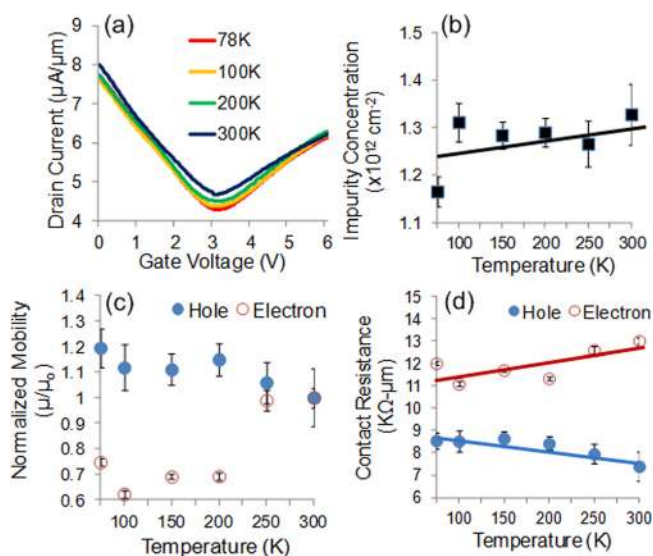 (a)
Drain Current (µA/µm)
9
8
7
6
5
4
78K
100K
200K
300K
0 1 2 3 4 5 6
Gate Voltage (V)
(b)
Impurity Concentration
(x10¹² cm⁻²)
1.5
1.4
1.3
1.2
1.1
100 150 200 250 300
Temperature (K)
(c)
Hole Electron
Normalized Mobility
(µ/µₒ)
1.4
1.3
1.2
1.1
1
0.9
0.8
0.7
0.6
100 150 200 250 300
Temperature (K)
(d)
Hole Electron
Contact Resistance
(KΩ-µm)
16
15
14
13
12
11
10
9
8
7
6
100 150 200 250 300
Temperature (K)